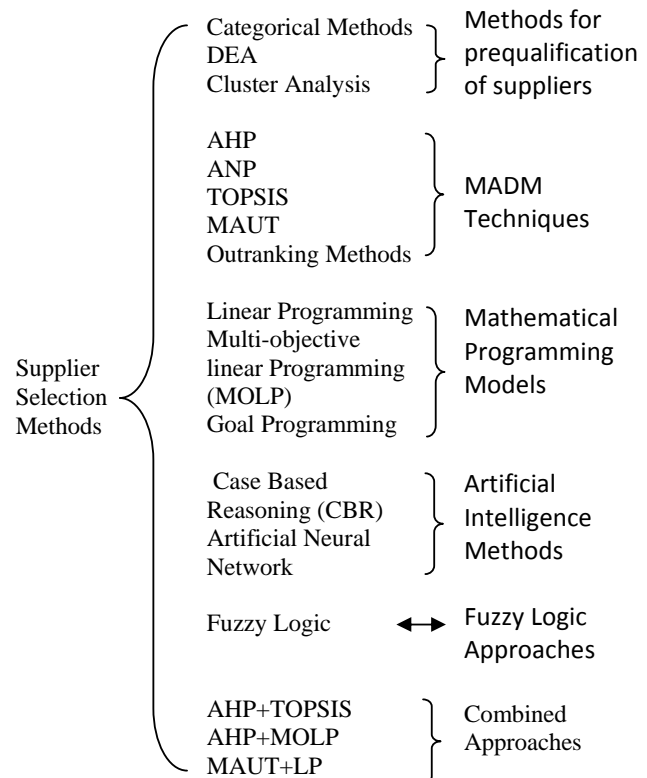 Categorical Methods
DEA
Cluster Analysis
Methods for
prequalification
of suppliers
AHP
ANP
TOPSIS
MAUT
Outranking Methods
MADM
Techniques
Supplier
Selection
Methods
Linear Programming
Multi-objective
linear Programming
(MOLP)
Goal Programming
Mathematical
Programming
Models
Case Based
Reasoning (CBR)
Artificial Neural
Network
Artificial
Intelligence
Methods
Fuzzy Logic
Fuzzy Logic
Approaches
AHP+TOPSIS
AHP+MOLP
MAUT+LP
Combined
Approaches